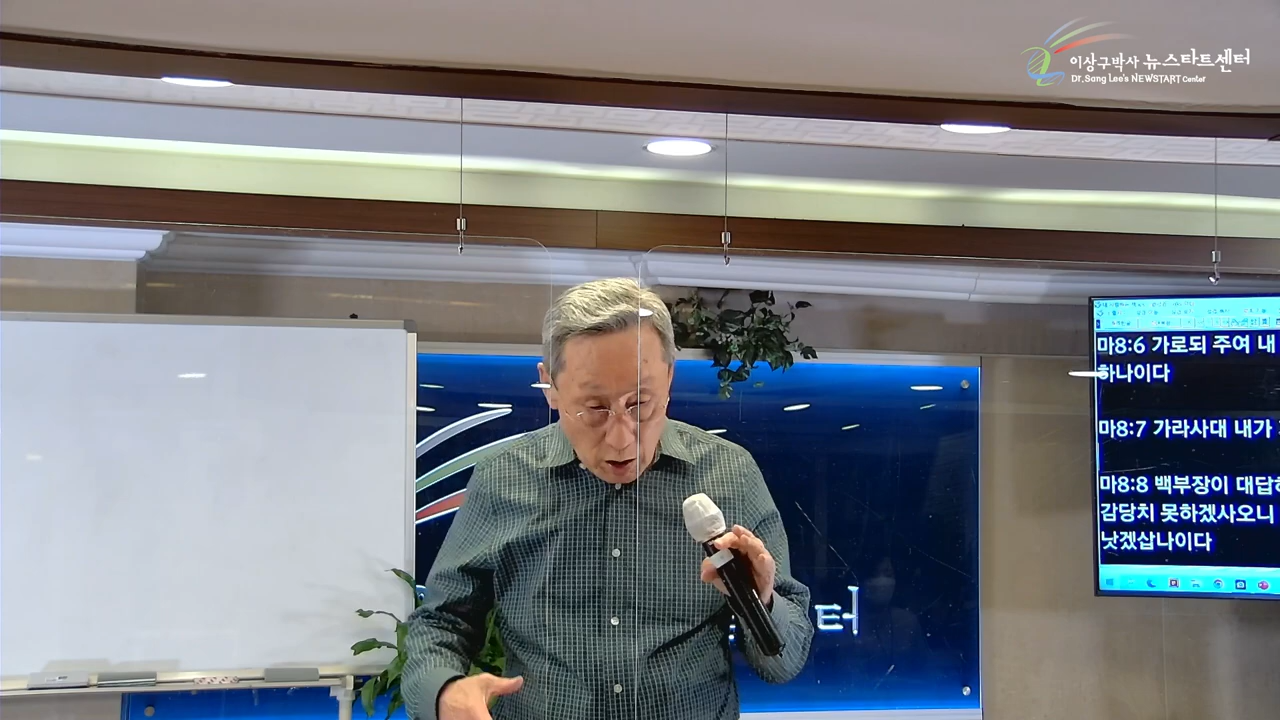 이상구박사 뉴스타트센터
Dr. Sang Lee's NEWSTART Center
마8:6 가로되 주여 내
하나이다
마8:7 가라사대 내가
마8:8 백부장이 대답하
감당치 못하겠사오니
낫겠삽나이다
터